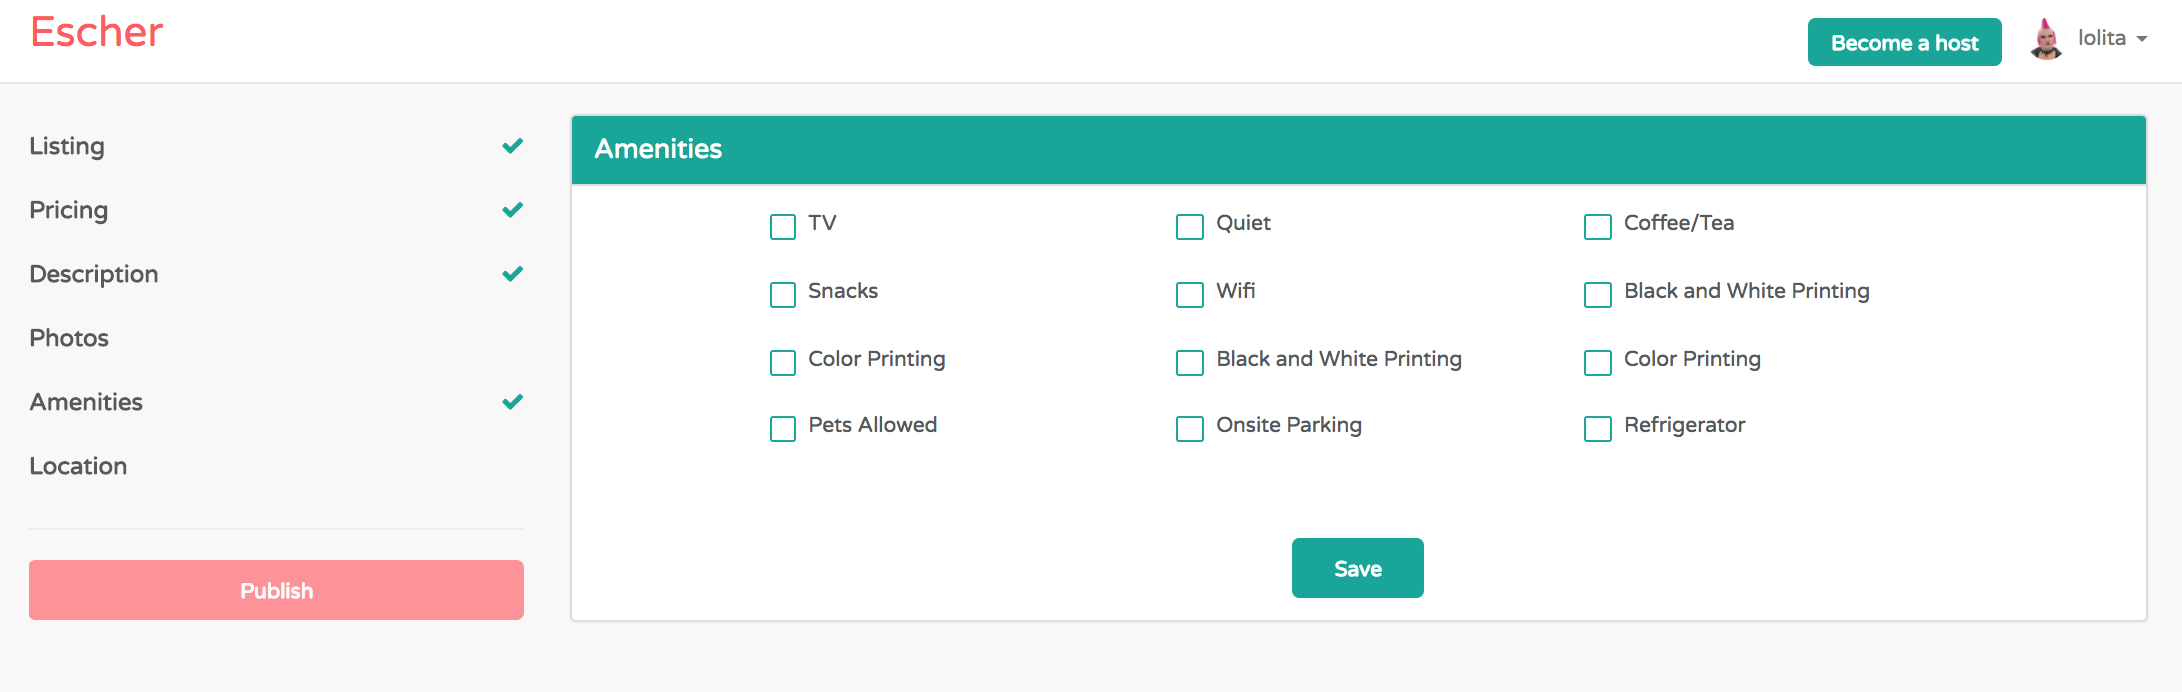 Escher
Become a host
lolita
Listing
Pricing
Description
Photos
Amenities
Location
Publish
Amenities
TV
Quiet
Coffee/Tea
Snacks
Wifi
Black and White Printing
Color Printing
Black and White Printing
Color Printing
Pets Allowed
Onsite Parking
Refrigerator
Save